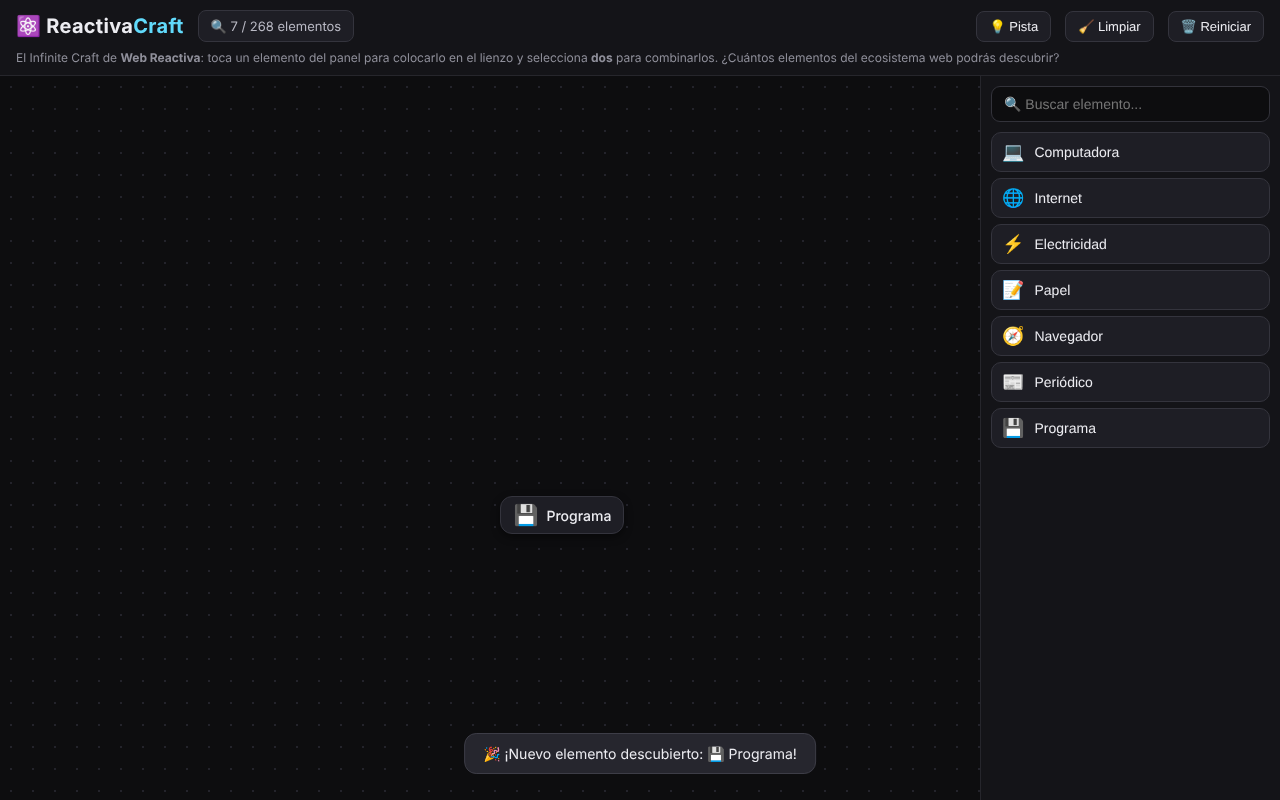 ⚛️ ReactivaCraft
🔍 7 / 268 elementos
💡 Pista
🧹 Limpiar
🗑️ Reiniciar
El Infinite Craft de Web Reactiva: toca un elemento del panel para colocarlo en el lienzo y selecciona dos para combinarlos. ¿Cuántos elementos del ecosistema web podrás descubrir?
🔍 Buscar elemento...
💻 Computadora
🌐 Internet
⚡ Electricidad
📝 Papel
🧭 Navegador
📰 Periódico
💾 Programa
💾 Programa
🎉 ¡Nuevo elemento descubierto: 💾 Programa!